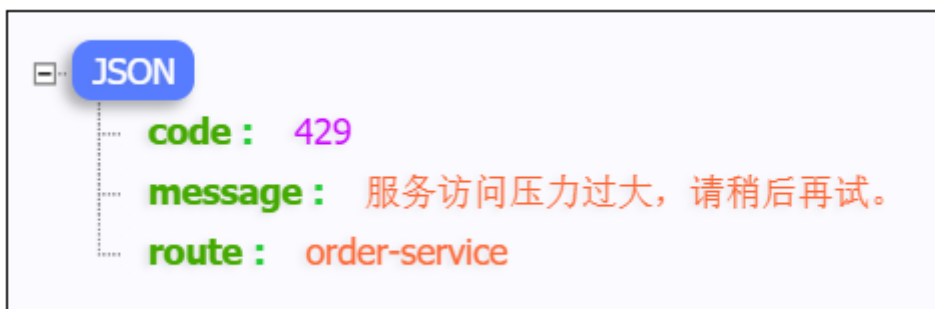 JSON
code : 429
message : 服务访问压力过大，请稍后再试。
route : order-service